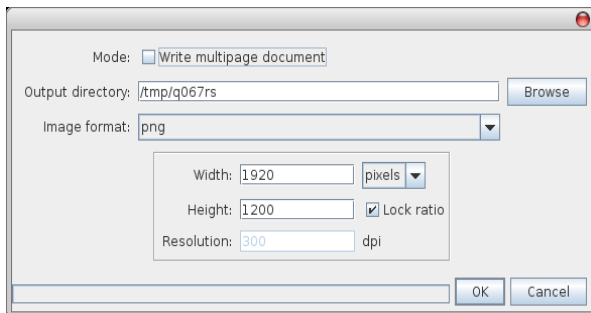 Mode: Write multipage document
Output directory: /tmp/q067rs Browse
Image format: png
Width: 1920 pixels
Height: 1200 Lock ratio
Resolution: 300 dpi
OK Cancel